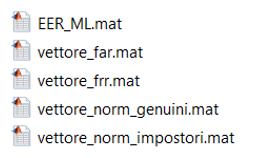 EER_ML.mat
vettore_far.mat
vettore_frr.mat
vettore_norm_genuini.mat
vettore_norm_impostori.mat